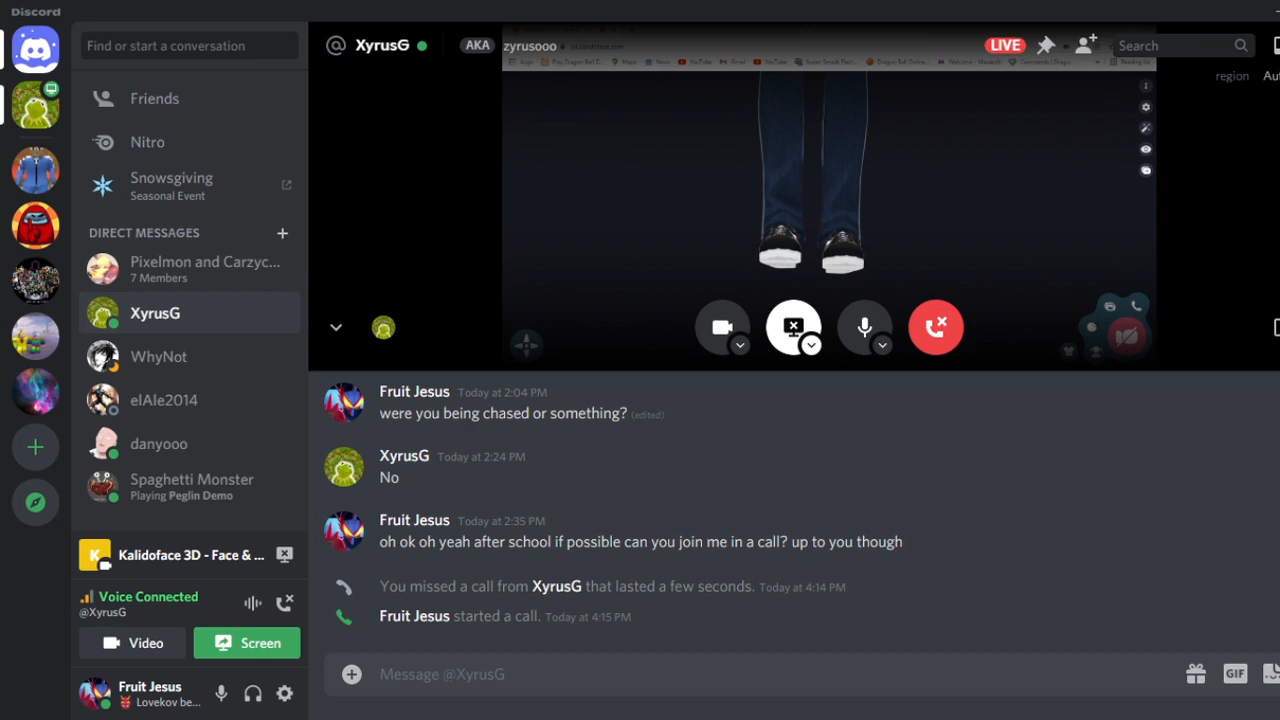 Discord
Find or start a conversation
XyrusG
AKA
zyrusooo
LIVE
Search
region
Apps
Maps
News
YouTube
Gmail
YouTube
Friends
Nitro
Snowsgiving
Seasonal Event
DIRECT MESSAGES
Pixelmon and Carzyc...
7 Members
XyrusG
WhyNot
elAle2014
danyooo
Spaghetti Monster
Playing Peglin Demo
K
Kalidoface 3D - Face & ...
Voice Connected
@XyrusG
Video
Screen
Fruit Jesus
Lovekov be...
Fruit Jesus Today at 2:04 PM
were you being chased or something? (edited)
XyrusG Today at 2:24 PM
No
Fruit Jesus Today at 2:35 PM
oh ok oh yeah after school if possible can you join me in a call? up to you though
You missed a call from XyrusG that lasted a few seconds. Today at 4:14 PM
Fruit Jesus started a call. Today at 4:15 PM
Message @XyrusG
GIF